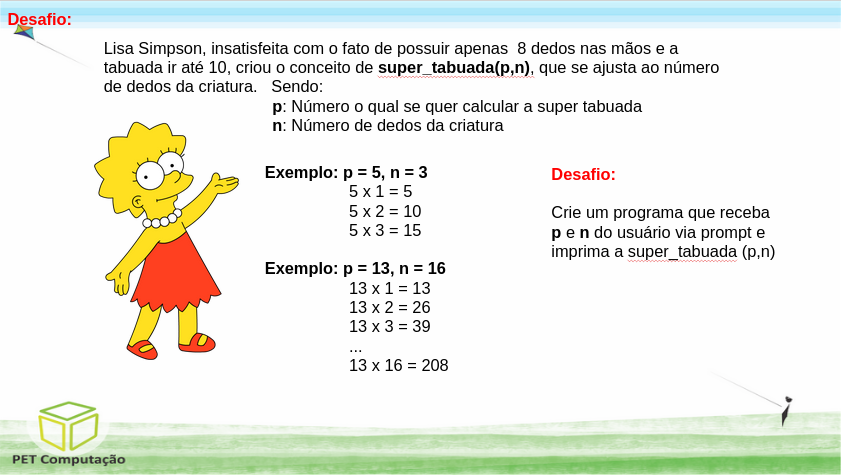 Desafio:
Lisa Simpson, insatisfeita com o fato de possuir apenas  8 dedos nas mãos e a
tabuada ir até 10, criou o conceito de super_tabuada(p,n), que se ajusta ao número
de dedos da criatura.   Sendo:
p: Número o qual se quer calcular a super tabuada
n: Número de dedos da criatura
Exemplo: p = 5, n = 3
5 x 1 = 5
5 x 2 = 10
5 x 3 = 15
Exemplo: p = 13, n = 16
13 x 1 = 13
13 x 2 = 26
13 x 3 = 39
...
13 x 16 = 208
Desafio:
Crie um programa que receba
p e n do usuário via prompt e
imprima a super_tabuada (p,n)
PET Computação